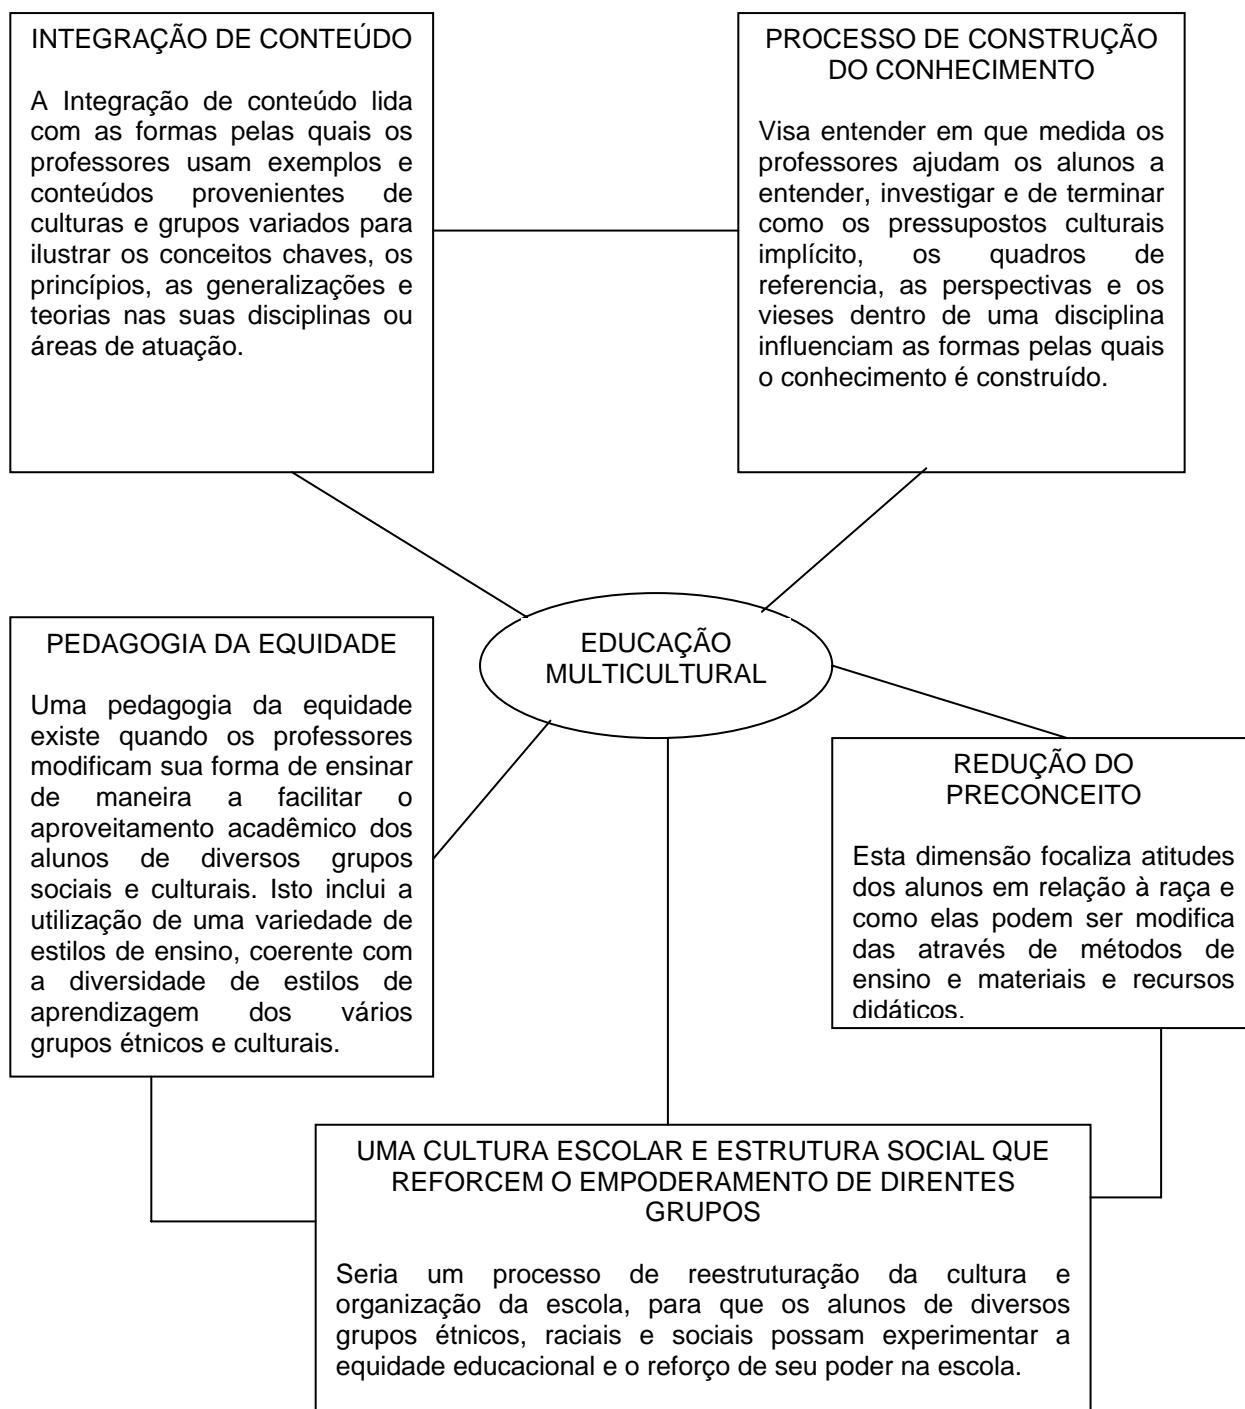 INTEGRAÇÃO DE CONTEÚDO
A Integração de conteúdo lida
com as formas pelas quais os
professores usam exemplos e
conteúdos provenientes de
culturas e grupos variados para
ilustrar os conceitos chaves, os
princípios, as generalizações e
teorias nas suas disciplinas ou
áreas de atuação.
PROCESSO DE CONSTRUÇÃO
DO CONHECIMENTO
Visa entender em que medida os
professores ajudam os alunos a
entender, investigar e de terminar
como os pressupostos culturais
implícito, os quadros de
referencia, as perspectivas e os
vieses dentro de uma disciplina
influenciam as formas pelas quais
o conhecimento é construído.
EDUCAÇÃO
MULTICULTURAL
PEDAGOGIA DA EQUIDADE
Uma pedagogia da equidade
existe quando os professores
modificam sua forma de ensinar
de maneira a facilitar o
aproveitamento acadêmico dos
alunos de diversos grupos
sociais e culturais. Isto inclui a
utilização de uma variedade de
estilos de ensino, coerente com
a diversidade de estilos de
aprendizagem dos vários
grupos étnicos e culturais.
REDUÇÃO DO
PRECONCEITO
Esta dimensão focaliza atitudes
dos alunos em relação à raça e
como elas podem ser modifica
das através de métodos de
ensino e materiais e recursos
didáticos.
UMA CULTURA ESCOLAR E ESTRUTURA SOCIAL QUE
REFORCEM O EMPODERAMENTO DE DIRENTES
GRUPOS
Seria um processo de reestruturação da cultura e
organização da escola, para que os alunos de diversos
grupos étnicos, raciais e sociais possam experimentar a
equidade educacional e o reforço de seu poder na escola.